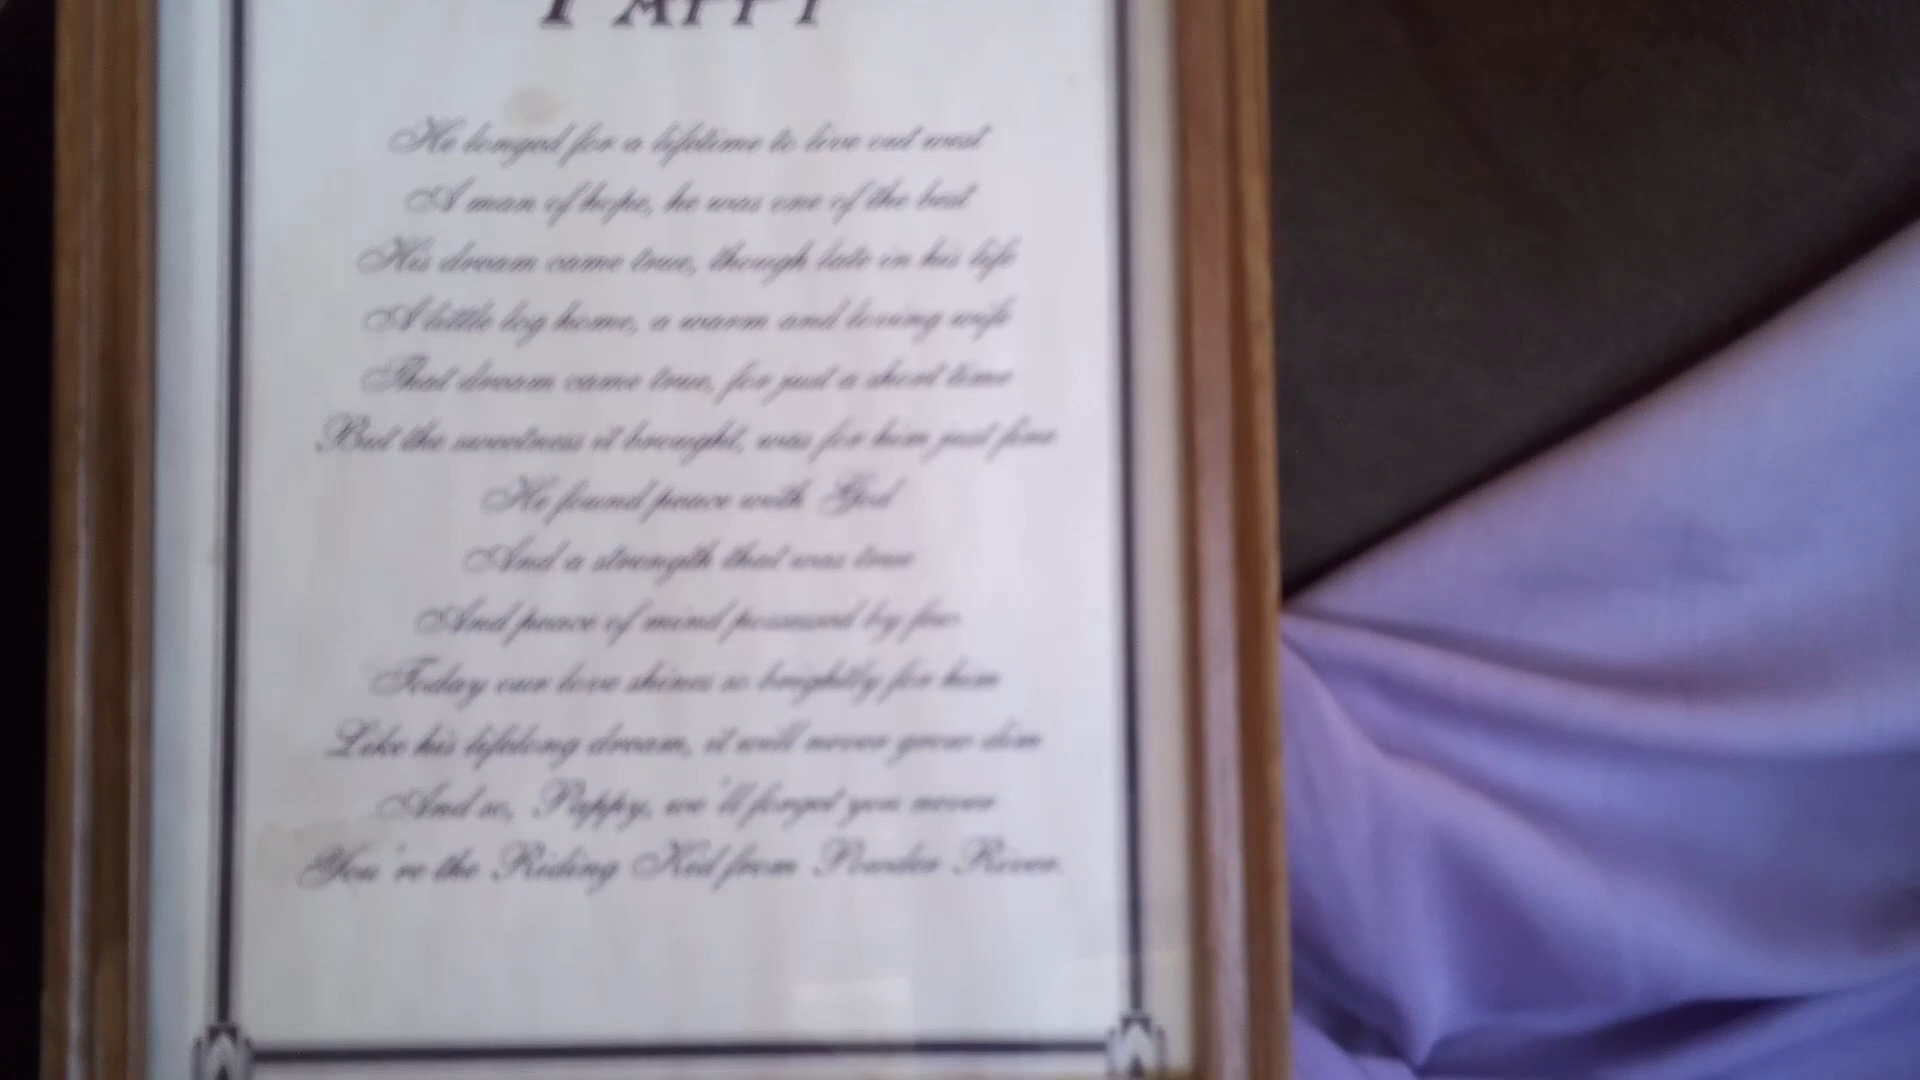 PAPPY
He longed for a lifetime to live out west
A man of hope, he was one of the best
His dream came true, though late in his life
A little log home, a warm and loving wife
That dream came true, for just a short time
But the sweetness it brought, was for him just fine
He found peace with God
And a strength that was true
And peace of mind possessed by few
Today our love shines so brightly for him
Like his lifelong dream, it will never grow dim
And so, Pappy, we'll forget you never
You're the Riding Kid from Powder River.